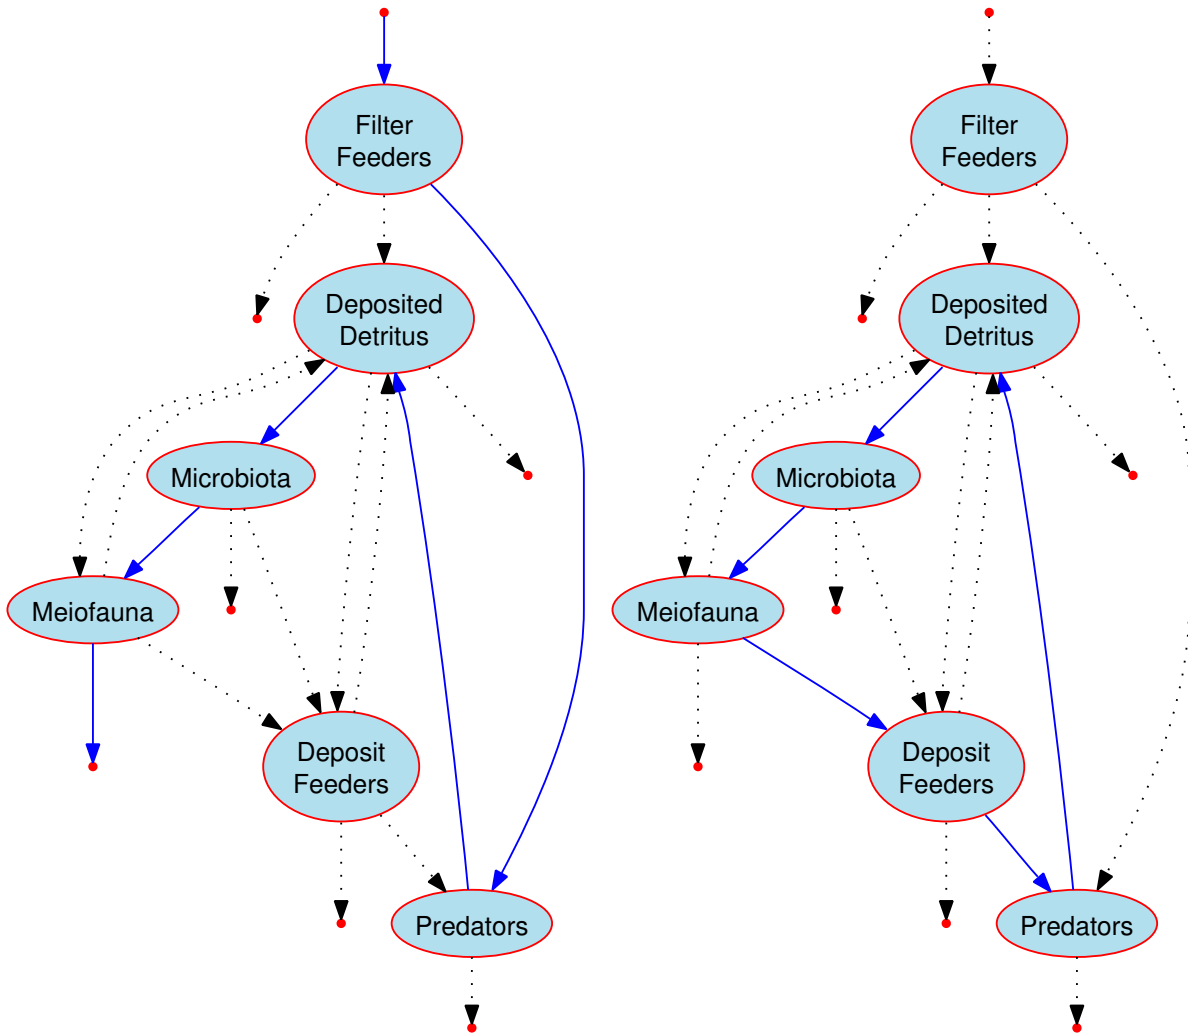 Filter
Feeders
Deposited
Detritus
Microbiota
Meiofauna
Deposit
Feeders
Predators
Filter
Feeders
Deposited
Detritus
Microbiota
Meiofauna
Deposit
Feeders
Predators